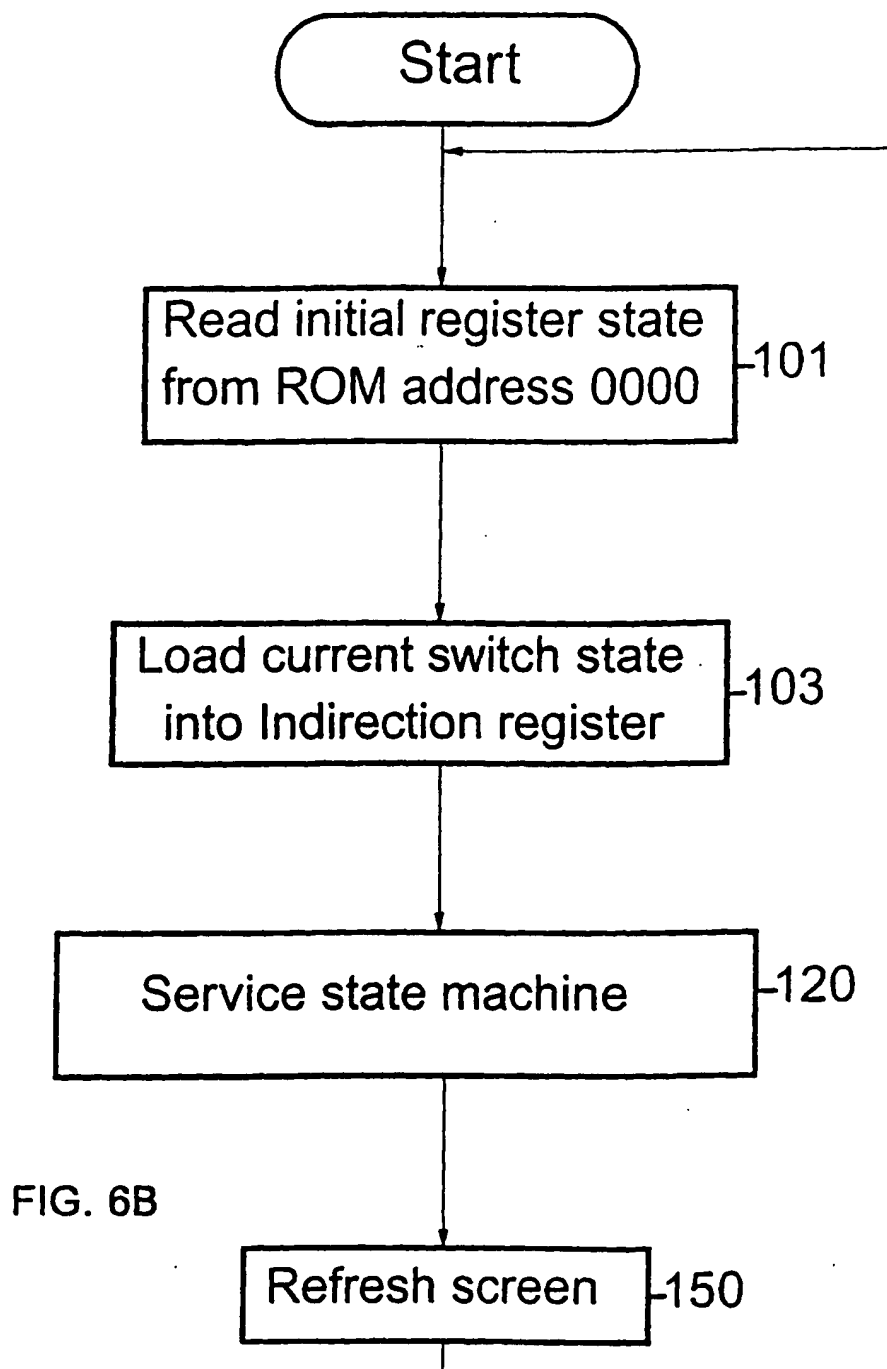 Start
Read initial register state
from ROM address 0000
101
Load current switch state
into Indirection register
103
Service state machine
120
FIG. 6B
Refresh screen
150